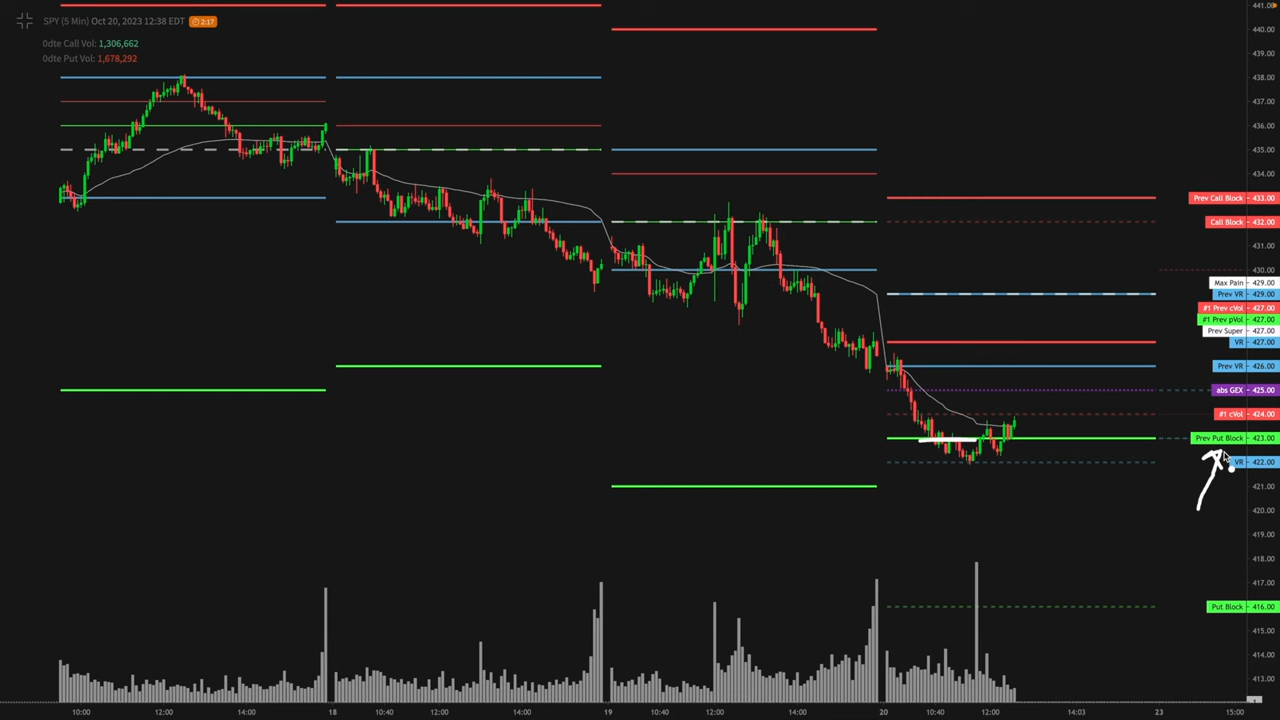 SPY (5 Min) Oct 20, 2023 12:38 EDT 2:17
0dte Call Vol: 1,306,662
0dte Put Vol: 1,678,292
441.00
440.00
439.00
438.00
437.00
436.00
435.00
434.00
Prev Call Block 433.00
Call Block 432.00
431.00
430.00
Max Pain 429.00
Prev VR 429.00
#1 Prev cVol 427.00
#1 Prev pVol 427.00
Prev Super 427.00
VR 427.00
Prev VR 426.00
abs GEX 425.00
#1 cVol 424.00
Prev Put Block 423.00
VR 422.00
421.00
420.00
419.00
418.00
417.00
Put Block 416.00
415.00
414.00
413.00
10:00 12:00 14:00 18 10:40 12:00 14:00 19 10:40 12:00 14:00 20 10:40 12:00 14:03 23 15:00